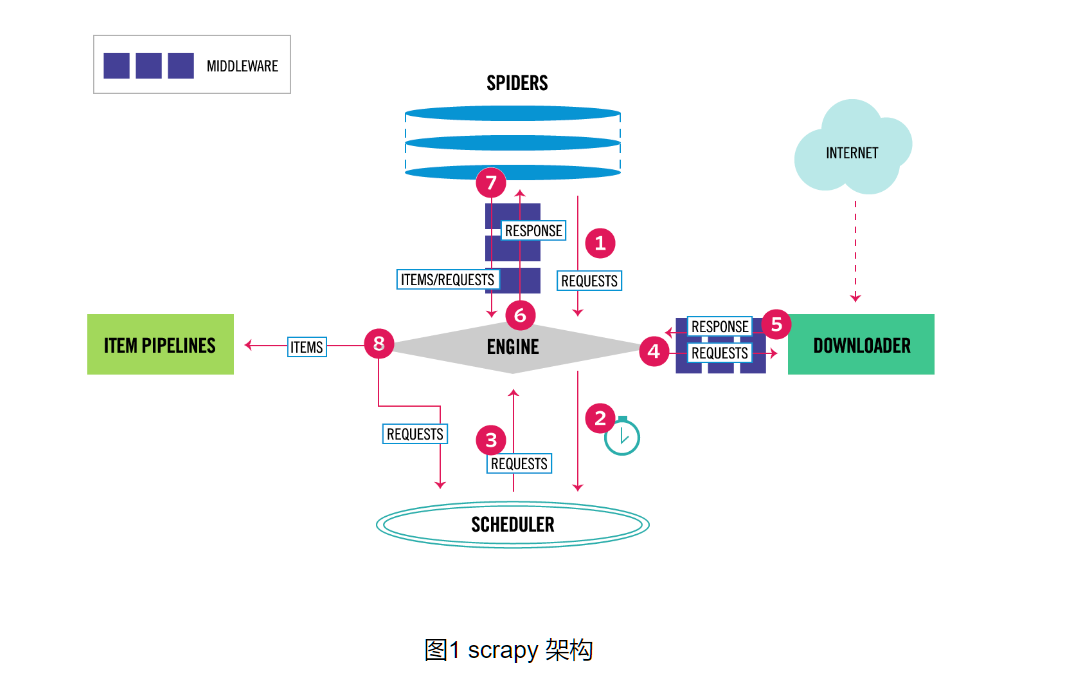 MIDDLEWARE
SPIDERS
INTERNET
7
RESPONSE
1
ITEMS/REQUESTS
REQUESTS
6
RESPONSE
5
ITEM PIPELINES
ITEMS
8
ENGINE
4
REQUESTS
DOWNLOADER
2
REQUESTS
3
REQUESTS
SCHEDULER
图1 scrapy 架构